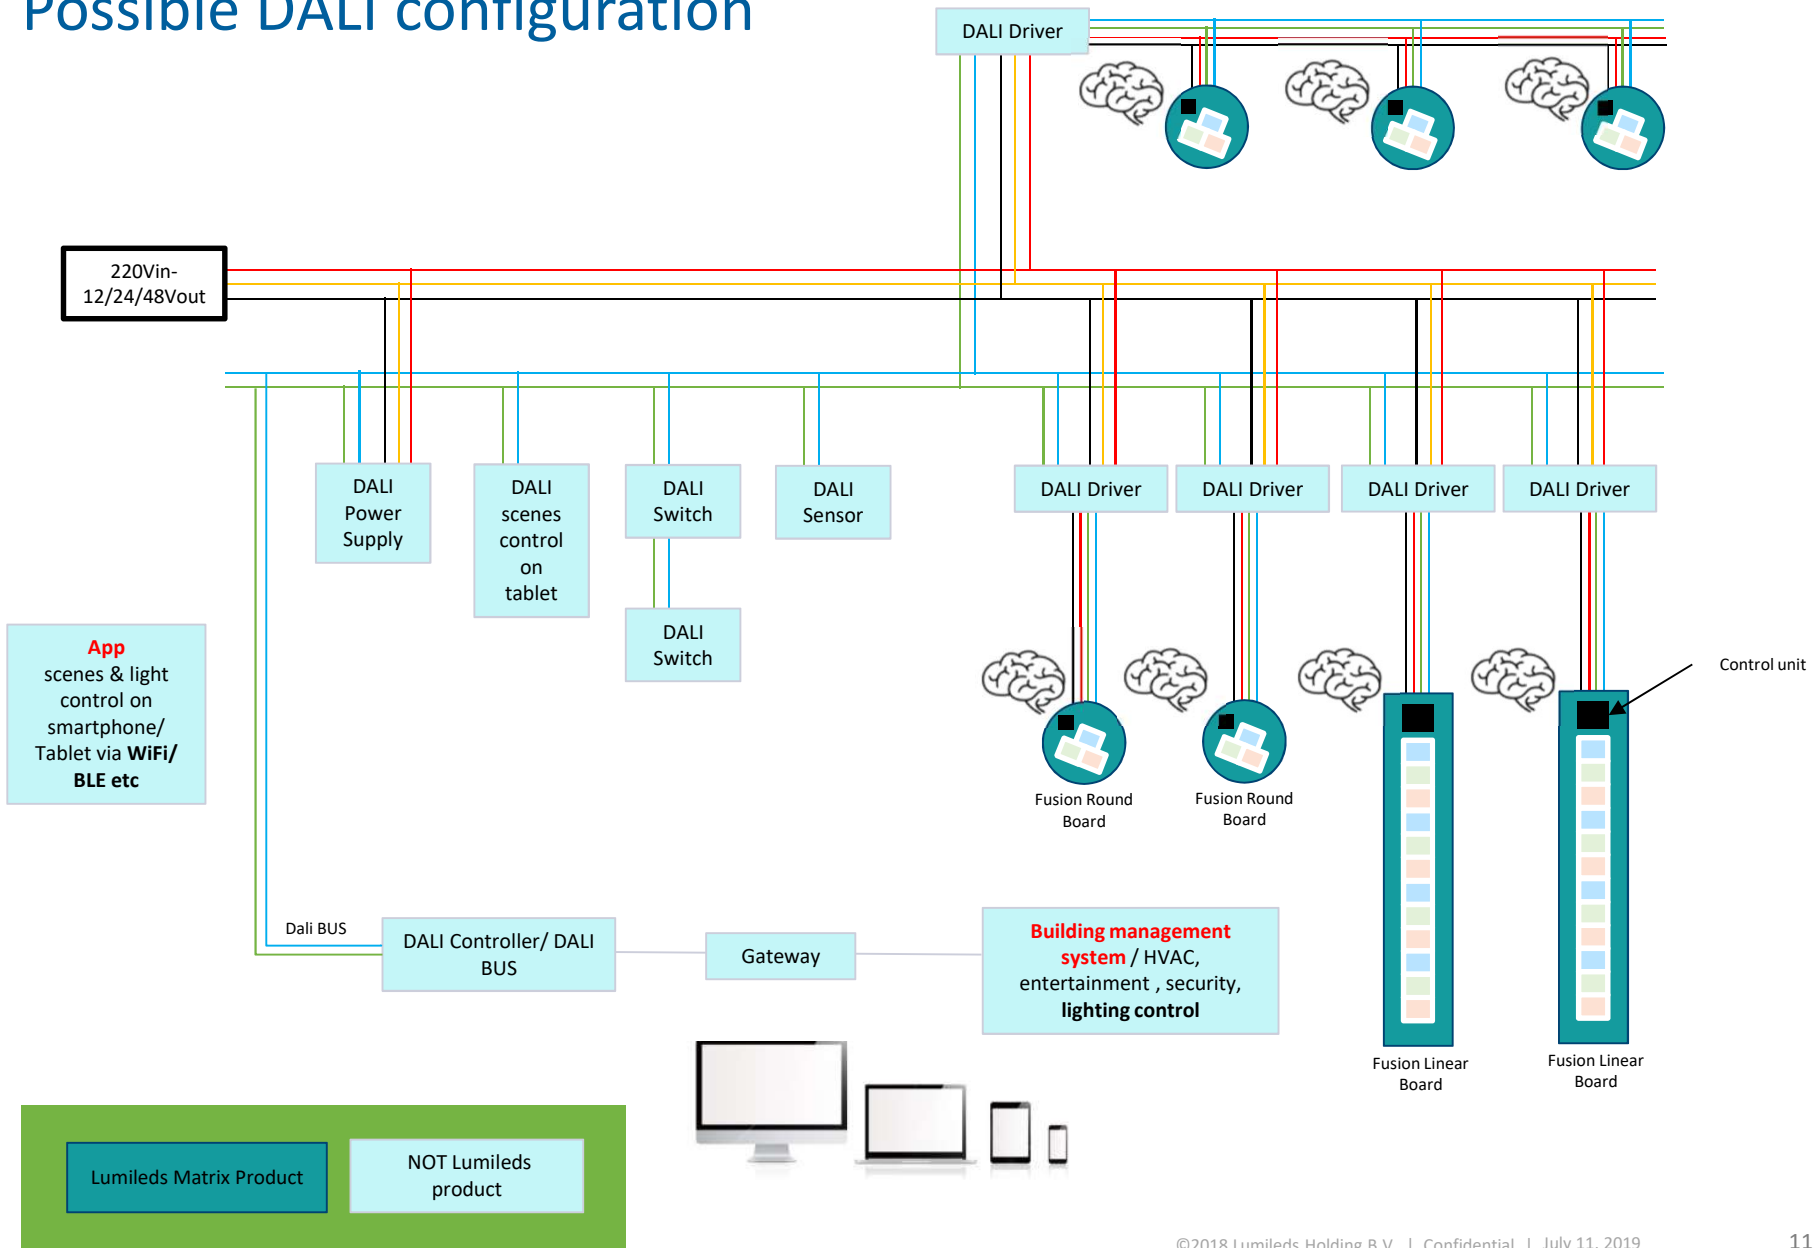 Possible DALI configuration
DALI Driver
220Vin-
12/24/48Vout
DALI
Power
Supply
DALI
scenes
control
on
tablet
DALI
Switch
DALI
Sensor
DALI Driver
DALI Driver
DALI Driver
DALI Driver
DALI
Switch
App
scenes & light
control on
smartphone/
Tablet via WiFi/
BLE etc
Control unit
Fusion Round
Board
Fusion Round
Board
Dali BUS
DALI Controller/ DALI
BUS
Gateway
Building management
system / HVAC,
entertainment , security,
lighting control
Fusion Linear
Board
Fusion Linear
Board
Lumileds Matrix Product
NOT Lumileds
product
©2018 Lumileds Holding B.V. | Confidential | July 11, 2019
11